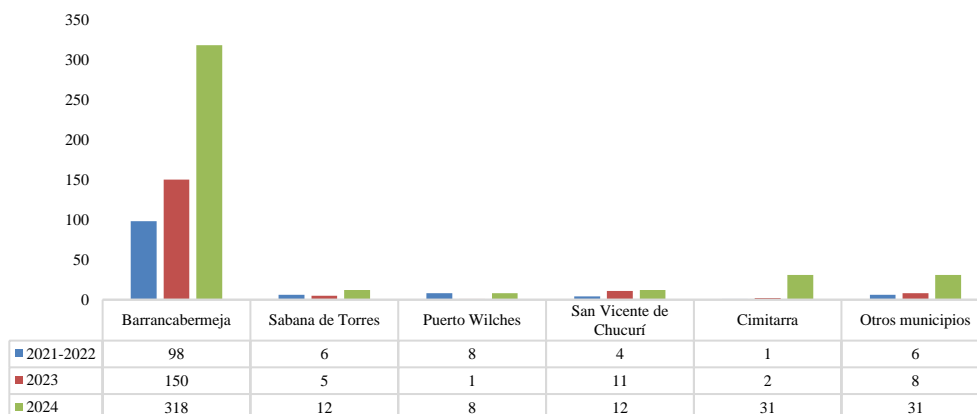 350
300
250
200
150
100
50
0
Barrancabermeja Sabana de Torres Puerto Wilches San Vicente de Chucurí Cimitarra Otros municipios
2021-2022 98 6 8 4 1 6
2023 150 5 1 11 2 8
2024 318 12 8 12 31 31